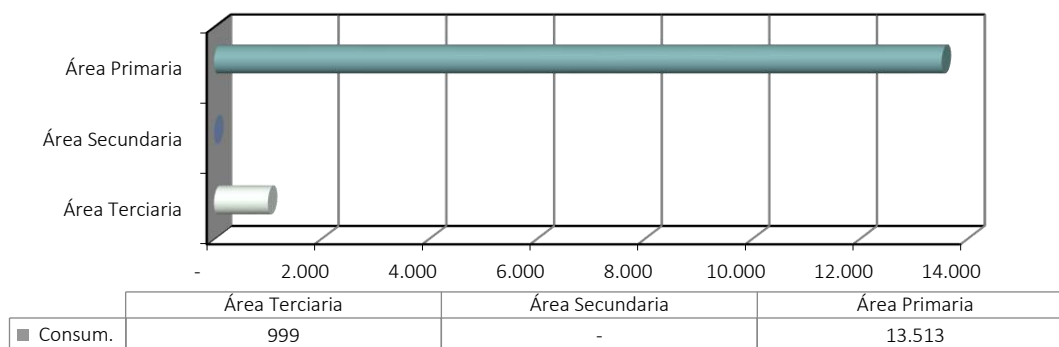 Área Primaria
Área Secundaria
Área Terciaria
- 2.000 4.000 6.000 8.000 10.000 12.000 14.000
Área Terciaria Área Secundaria Área Primaria
Consum. 999 - 13.513